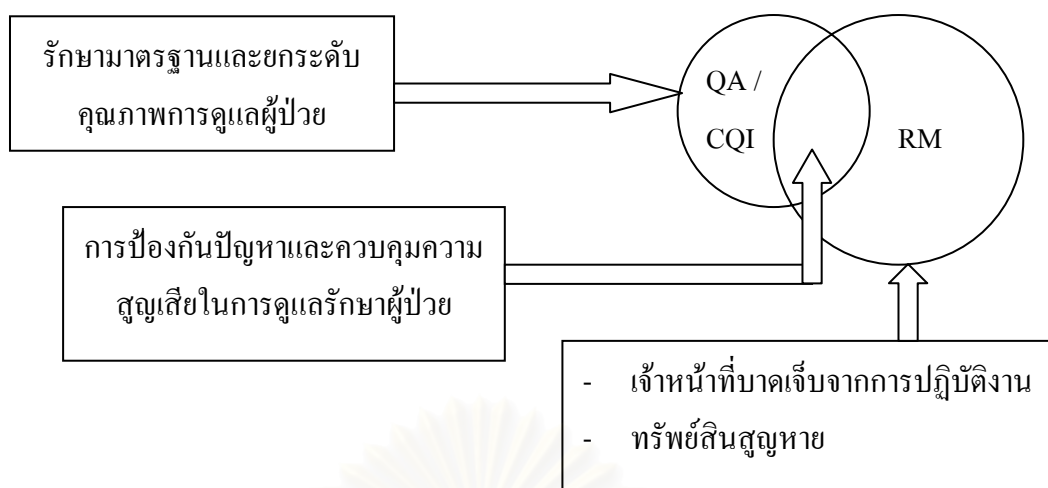 รักษามาตรฐานและยกระดับ
คุณภาพการดูแลผู้ป่วย
QA /
CQI
RM
การป้องกันปัญหาและควบคุมความ
สูญเสียในการดูแลรักษาผู้ป่วย
- เจ้าหน้าที่บาดเจ็บจากการปฏิบัติงาน
- ทรัพย์สินสูญหาย